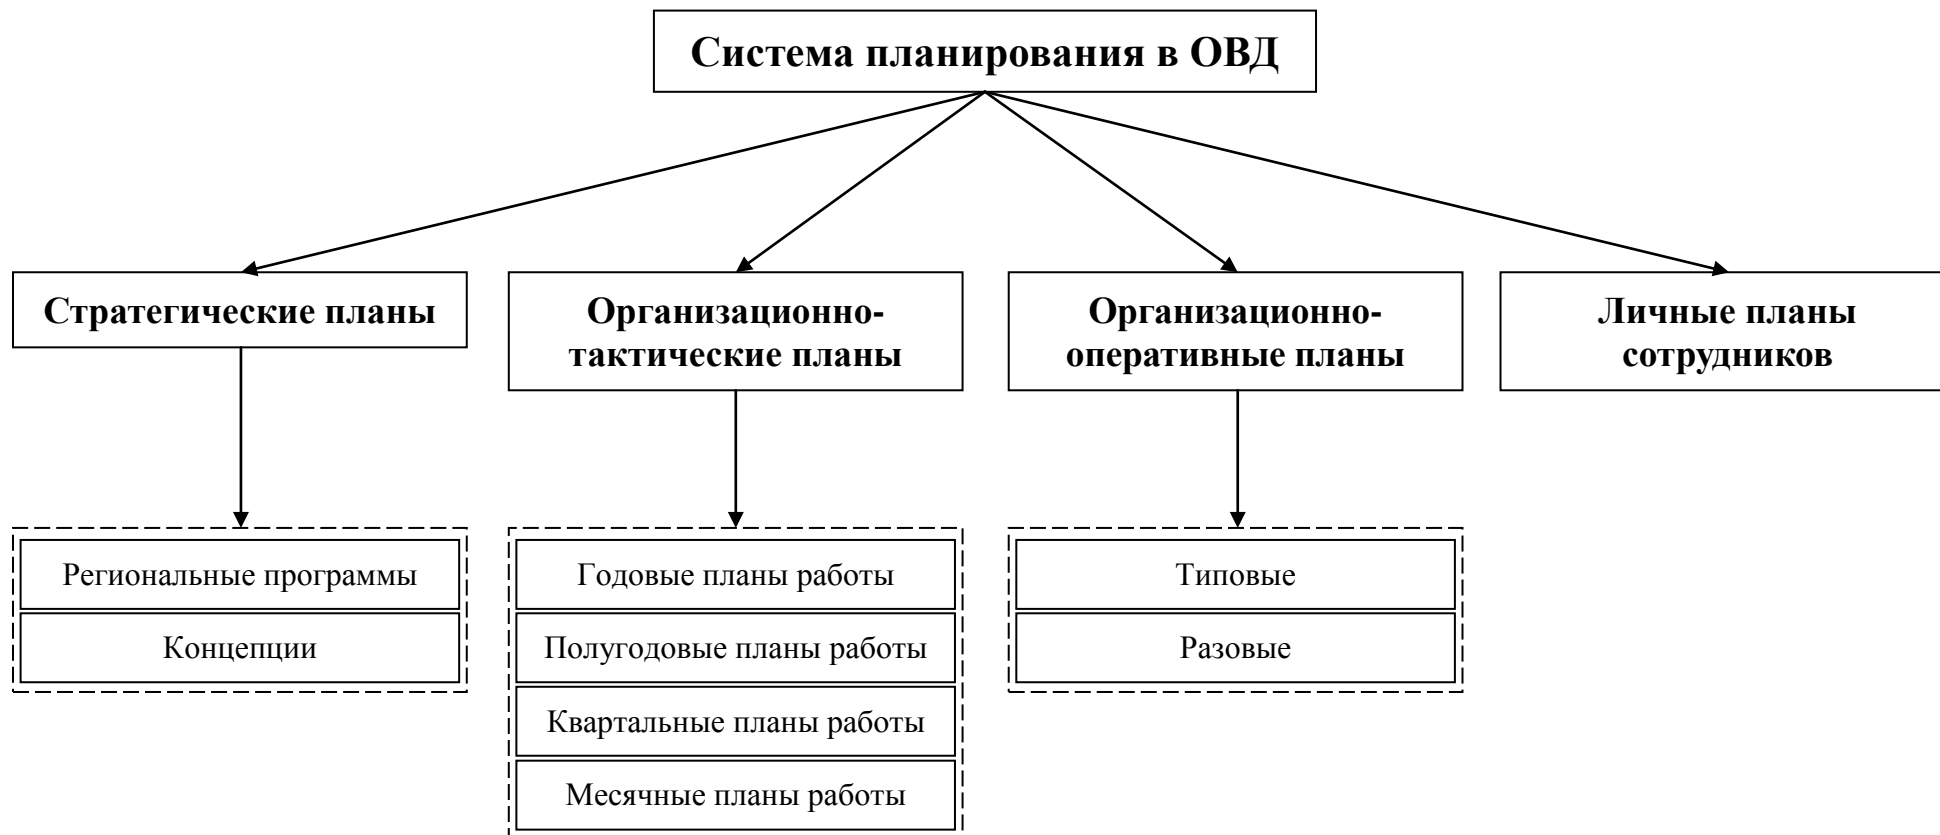 Система планирования в ОВД
Стратегические планы
Организационно-
тактические планы
Организационно-
оперативные планы
Личные планы
сотрудников
Региональные программы
Концепции
Годовые планы работы
Полугодовые планы работы
Квартальные планы работы
Месячные планы работы
Типовые
Разовые